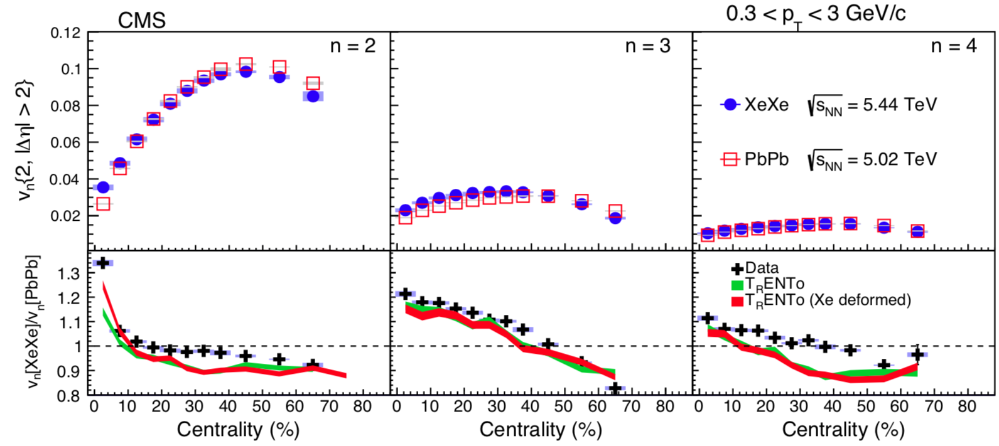 CMS
0.3 < p_T < 3 GeV/c
v_n{2, |Δη| > 2}
0.12
0.1
0.08
0.06
0.04
0.02
n = 2
n = 3
n = 4
XeXe √s_NN = 5.44 TeV
PbPb √s_NN = 5.02 TeV
v_n[XeXe]/v_n[PbPb]
1.3
1.2
1.1
1
0.9
0.8
Data
T_RENTo
T_RENTo (Xe deformed)
0 10 20 30 40 50 60 70 80
0 10 20 30 40 50 60 70 80
0 10 20 30 40 50 60 70 80
Centrality (%)
Centrality (%)
Centrality (%)